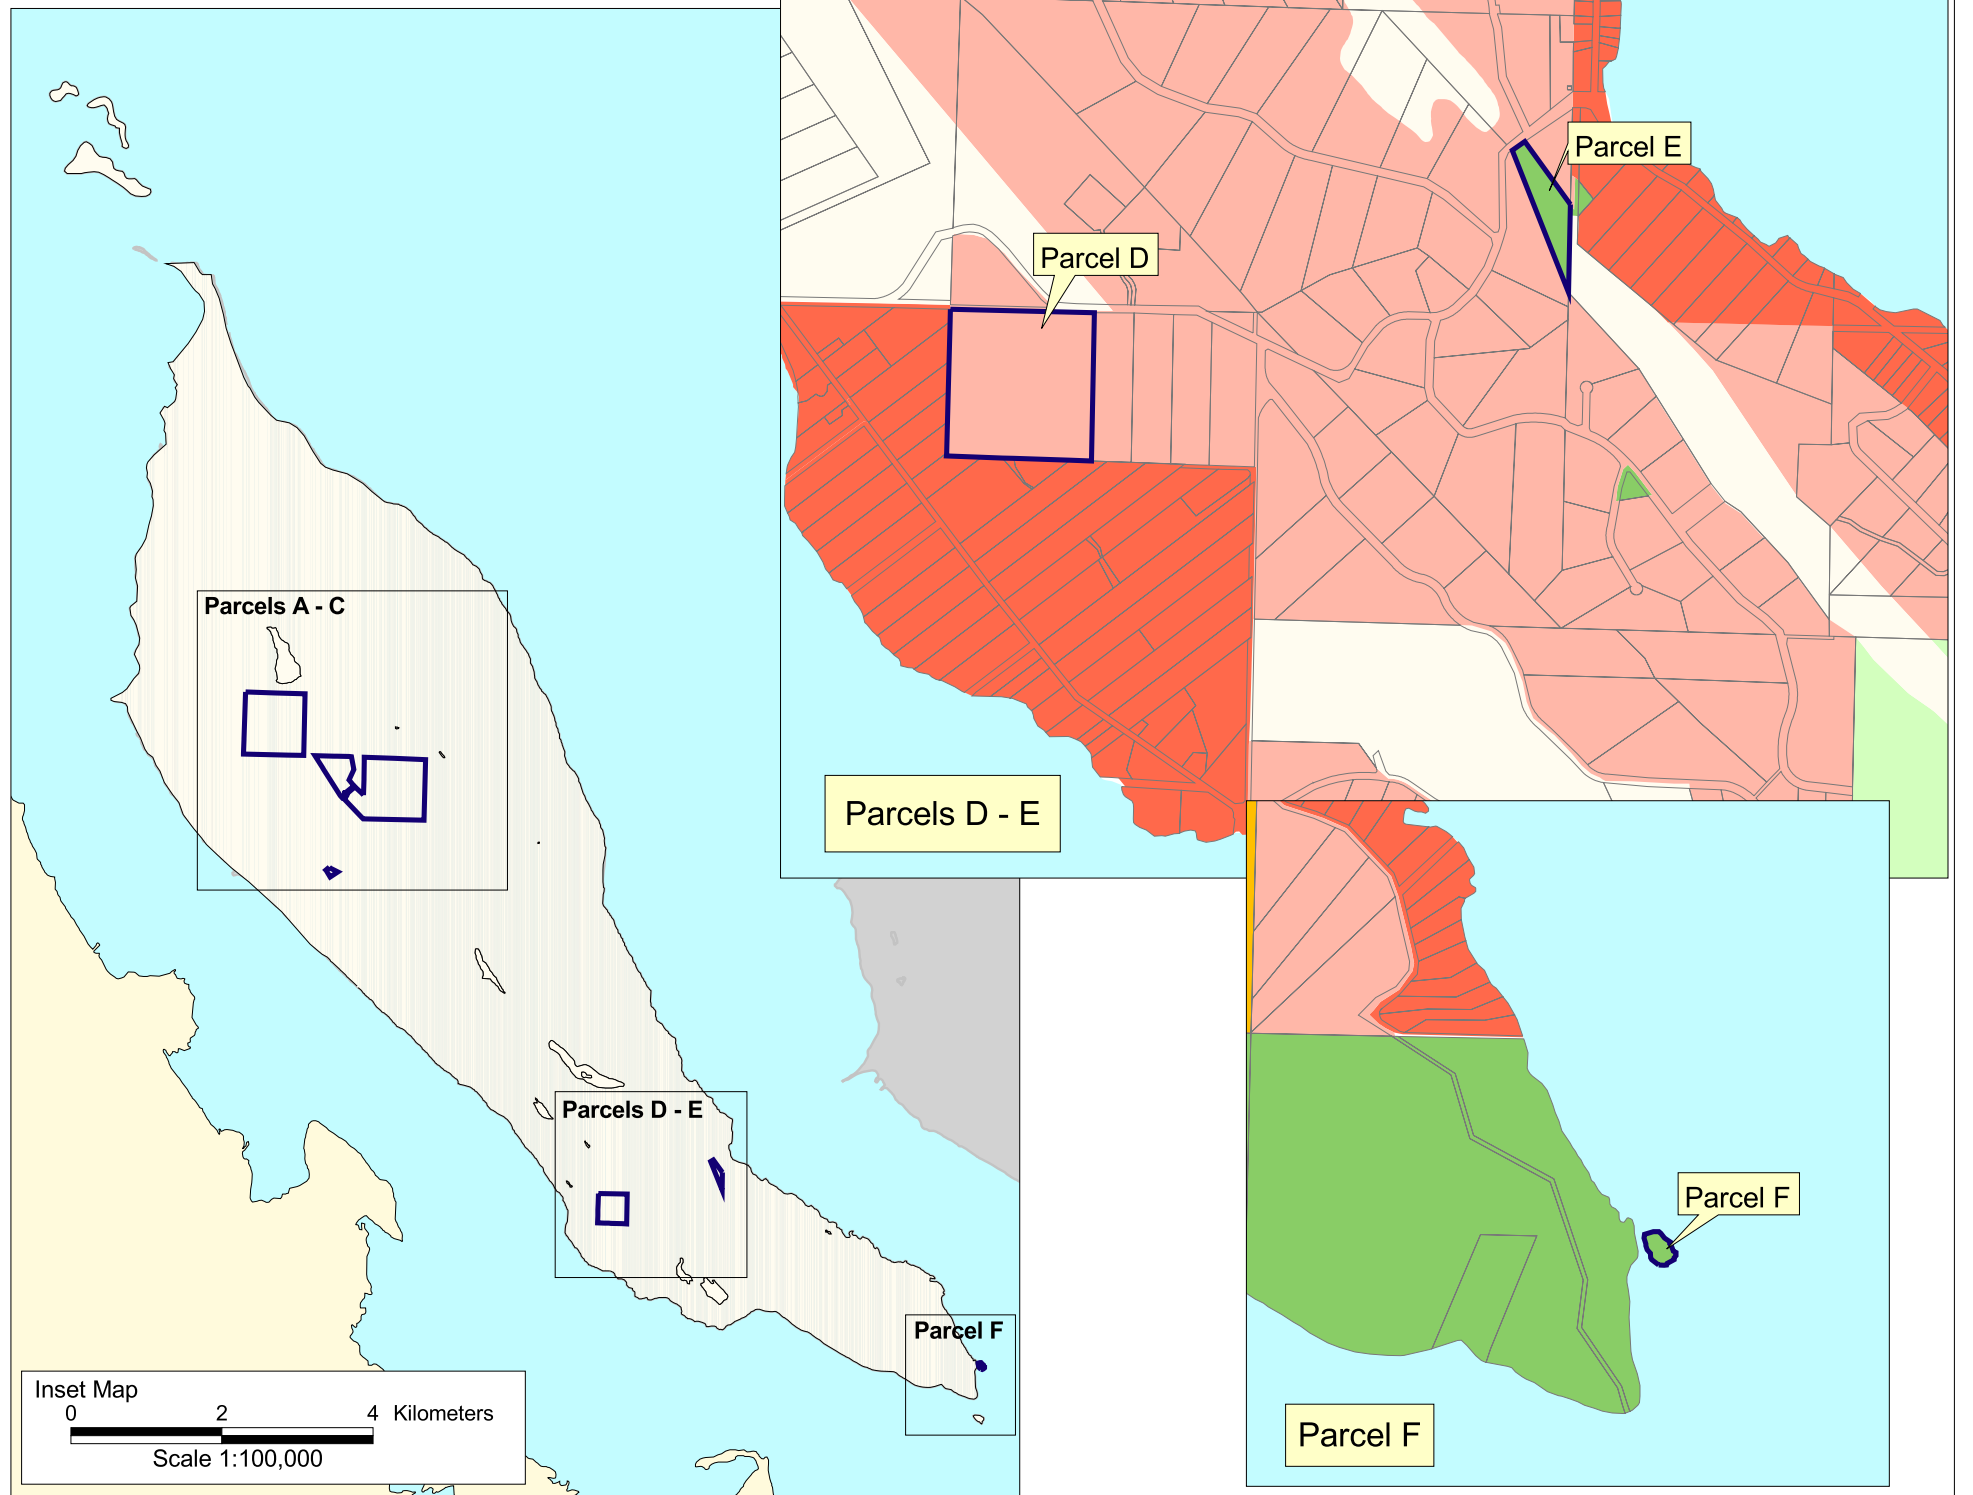 Parcel E
Parcel D
Parcels A - C
Parcels D - E
Parcels D - E
Parcel F
Parcel F
Parcel F
Inset Map
0 2 4 Kilometers
Scale 1:100,000